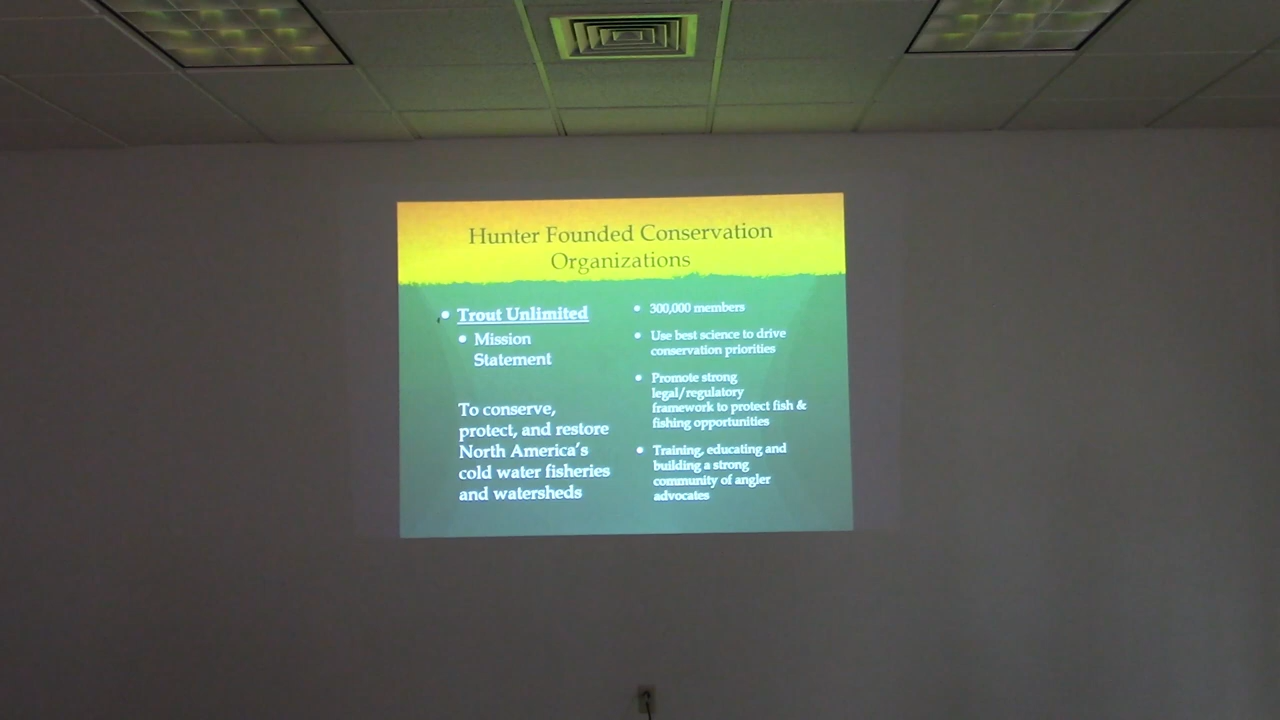 Hunter Founded Conservation
Organizations
• Trout Unlimited
• Mission
Statement
To conserve,
protect, and restore
North America's
cold water fisheries
and watersheds
• 300,000 members
• Use best science to drive
conservation priorities
• Promote strong
legal/regulatory
framework to protect fish &
fishing opportunities
• Training, educating and
building a strong
community of angler
advocates